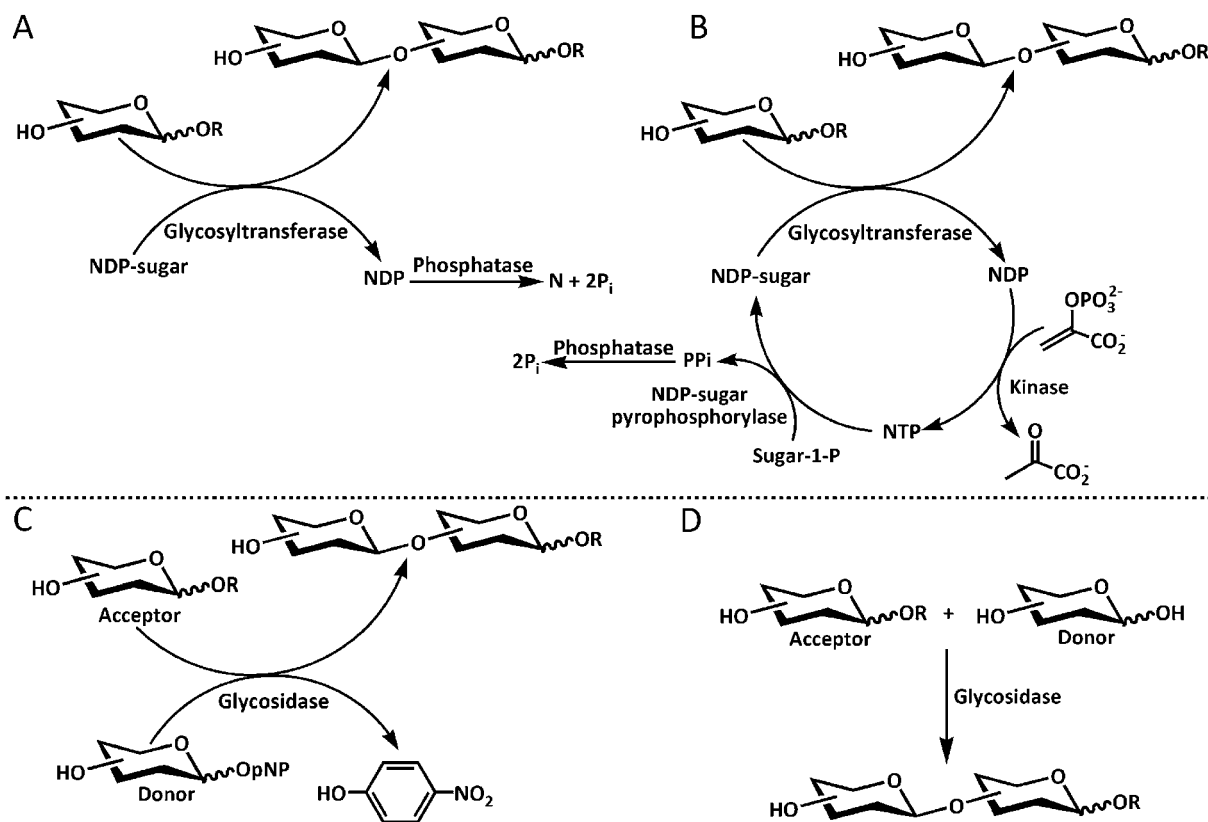 A
HO
O
O
O
OR
HO
O
OR
Glycosyltransferase
NDP-sugar
NDP
Phosphatase
N + 2Pi
B
HO
O
O
O
OR
HO
O
OR
Glycosyltransferase
NDP-sugar
NDP
OPO₃²⁻
CO₂⁻
Kinase
2Pi
Phosphatase
PPi
NDP-sugar
pyrophosphorylase
NTP
Sugar-1-P
O
CO₂⁻
C
HO
O
O
O
OR
HO
O
OR
Acceptor
Glycosidase
HO
O
OpNP
Donor
HO
NO₂
D
HO
O
OR
Acceptor
+
HO
O
OH
Donor
Glycosidase
HO
O
O
O
OR